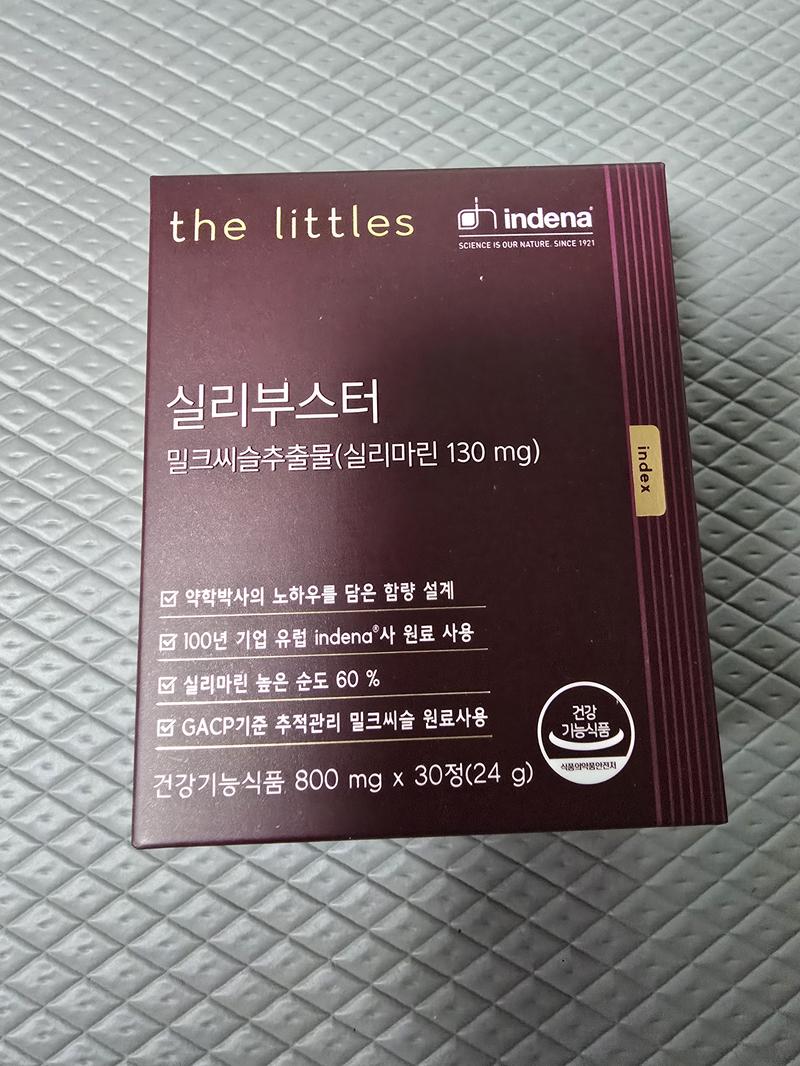 the littles
indena®
SCIENCE IS OUR NATURE. SINCE 1921
실리부스터
밀크씨슬추출물(실리마린 130 mg)
index
약학박사의 노하우를 담은 함량 설계
100년 기업 유럽 indena®사 원료 사용
실리마린 높은 순도 60 %
GACP기준 추적관리 밀크씨슬 원료사용
건강
기능식품
식품의약품안전처
건강기능식품 800 mg x 30정(24 g)